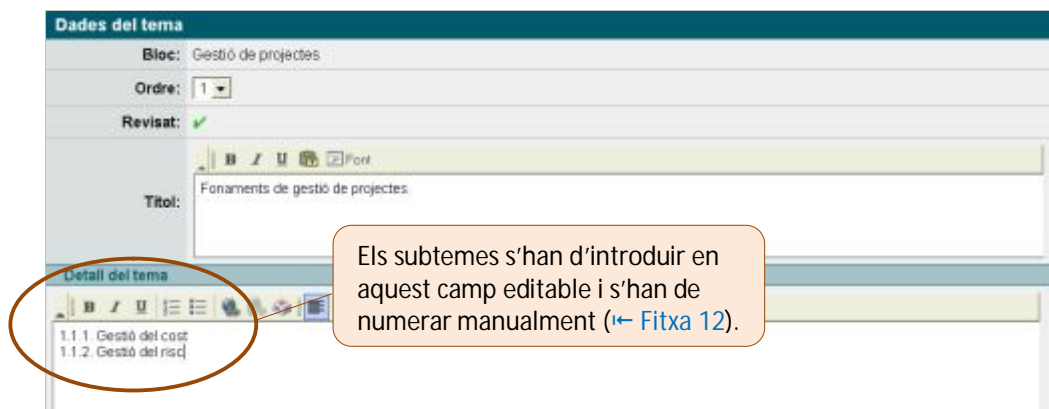 Dades del tema
Bloc: Gestió de projectes
Ordre: 1
Revisat:
B I U Font
Títol: Fonaments de gestió de projectes
Detall del tema
B I U
1.1.1. Gestió del cost
1.1.2. Gestió del risc
Els subtemes s’han d’introduir en
aquest camp editable i s’han de
numerar manualment (⇤ Fitxa 12).